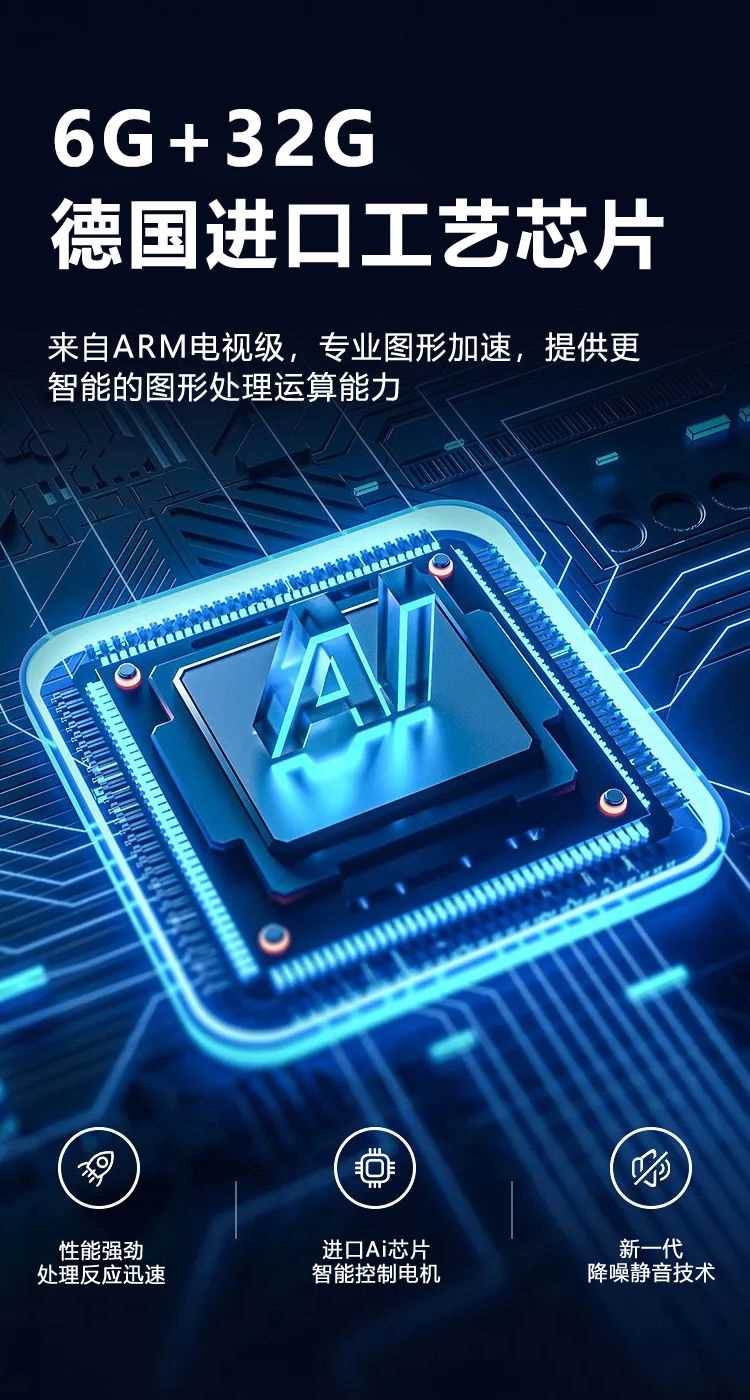 6G+32G
德国进口工艺芯片
来自ARM电视级，专业图形加速，提供更
智能的图形处理运算能力
AI
性能强劲
处理反应迅速
进口Ai芯片
智能控制电机
新一代
降噪静音技术